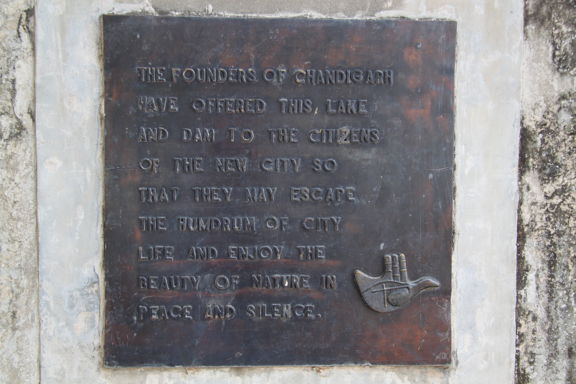 THE FOUNDERS OF CHANDIGARH
HAVE OFFERED THIS LAKE
AND DAM TO THE CITIZENS
OF THE NEW CITY SO
THAT THEY MAY ESCAPE
THE HUMDRUM OF CITY
LIFE AND ENJOY THE
BEAUTY OF NATURE IN
PEACE AND SILENCE.